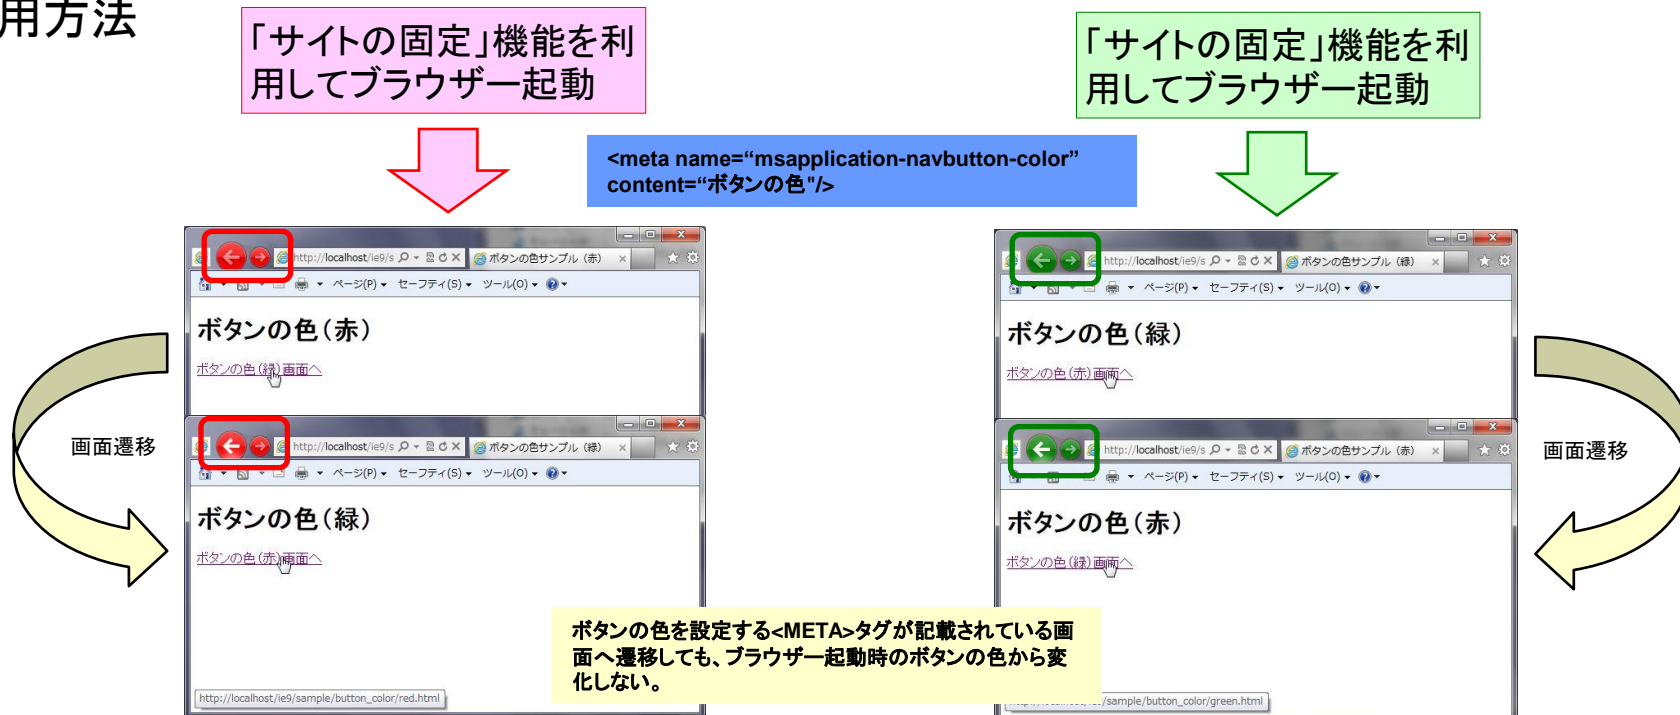 用方法
「サイトの固定」機能を利
用してブラウザー起動
「サイトの固定」機能を利
用してブラウザー起動
<meta name=“msapplication-navbutton-color”
content=“ボタンの色"/>
http://localhost/ie9/s
ボタンの色サンプル（赤）
ページ(P) セーフティ(S) ツール(O)
ボタンの色（赤）
ボタンの色（緑）画面へ
http://localhost/ie9/s
ボタンの色サンプル（緑）
ページ(P) セーフティ(S) ツール(O)
ボタンの色（緑）
ボタンの色（赤）画面へ
画面遷移
http://localhost/ie9/s
ボタンの色サンプル（緑）
ページ(P) セーフティ(S) ツール(O)
ボタンの色（緑）
ボタンの色（赤）画面へ
http://localhost/ie9/sample/button_color/red.html
http://localhost/ie9/s
ボタンの色サンプル（赤）
ページ(P) セーフティ(S) ツール(O)
ボタンの色（赤）
ボタンの色（緑）画面へ
画面遷移
/sample/button_color/green.html
ボタンの色を設定する<META>タグが記載されている画
面へ遷移しても、ブラウザー起動時のボタンの色から変
化しない。